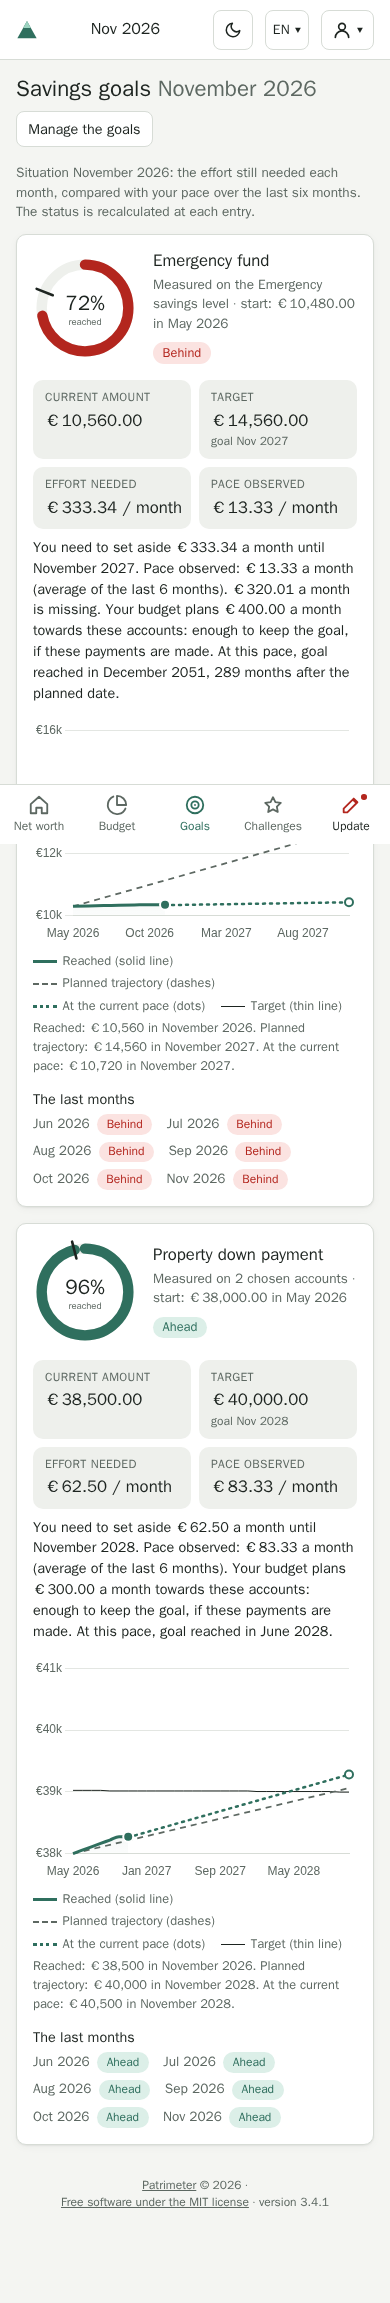 Nov 2026
EN ▾
▾
Savings goals November 2026
Manage the goals
Situation November 2026: the effort still needed each
month, compared with your pace over the last six months.
The status is recalculated at each entry.
72%
reached
Emergency fund
Measured on the Emergency
savings level · start: € 10,480.00
in May 2026
Behind
CURRENT AMOUNT
€ 10,560.00
TARGET
€ 14,560.00
goal Nov 2027
EFFORT NEEDED
€ 333.34 / month
PACE OBSERVED
€ 13.33 / month
You need to set aside € 333.34 a month until
November 2027. Pace observed: € 13.33 a month
(average of the last 6 months). € 320.01 a month
is missing. Your budget plans € 400.00 a month
towards these accounts: enough to keep the goal,
if these payments are made. At this pace, goal
reached in December 2051, 289 months after the
planned date.
€16k
Net worth
Budget
Goals
Challenges
Update
€12k
€10k
May 2026 Oct 2026 Mar 2027 Aug 2027
Reached (solid line)
Planned trajectory (dashes)
At the current pace (dots) Target (thin line)
Reached: € 10,560 in November 2026. Planned
trajectory: € 14,560 in November 2027. At the current
pace: € 10,720 in November 2027.
The last months
Jun 2026 Behind Jul 2026 Behind
Aug 2026 Behind Sep 2026 Behind
Oct 2026 Behind Nov 2026 Behind
96%
reached
Property down payment
Measured on 2 chosen accounts ·
start: € 38,000.00 in May 2026
Ahead
CURRENT AMOUNT
€ 38,500.00
TARGET
€ 40,000.00
goal Nov 2028
EFFORT NEEDED
€ 62.50 / month
PACE OBSERVED
€ 83.33 / month
You need to set aside € 62.50 a month until
November 2028. Pace observed: € 83.33 a month
(average of the last 6 months). Your budget plans
€ 300.00 a month towards these accounts:
enough to keep the goal, if these payments are
made. At this pace, goal reached in June 2028.
€41k
€40k
€39k
€38k
May 2026 Jan 2027 Sep 2027 May 2028
Reached (solid line)
Planned trajectory (dashes)
At the current pace (dots) Target (thin line)
Reached: € 38,500 in November 2026. Planned
trajectory: € 40,000 in November 2028. At the current
pace: € 40,500 in November 2028.
The last months
Jun 2026 Ahead Jul 2026 Ahead
Aug 2026 Ahead Sep 2026 Ahead
Oct 2026 Ahead Nov 2026 Ahead
Patrimeter © 2026 ·
Free software under the MIT license · version 3.4.1